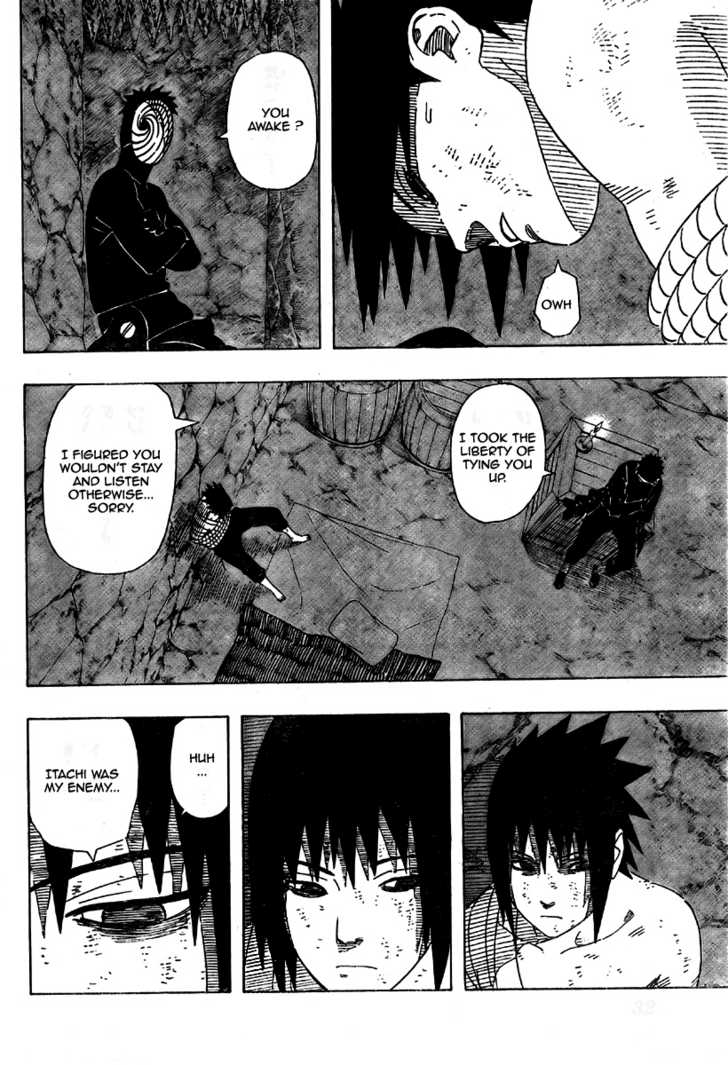 OWH
YOU
AWAKE ?
I TOOK THE
LIBERTY OF
TYING YOU
UP.
I FIGURED YOU
WOULDN'T STAY
AND LISTEN
OTHERWISE...
SORRY.
HUH
...
ITACHI WAS
MY ENEMY...
32